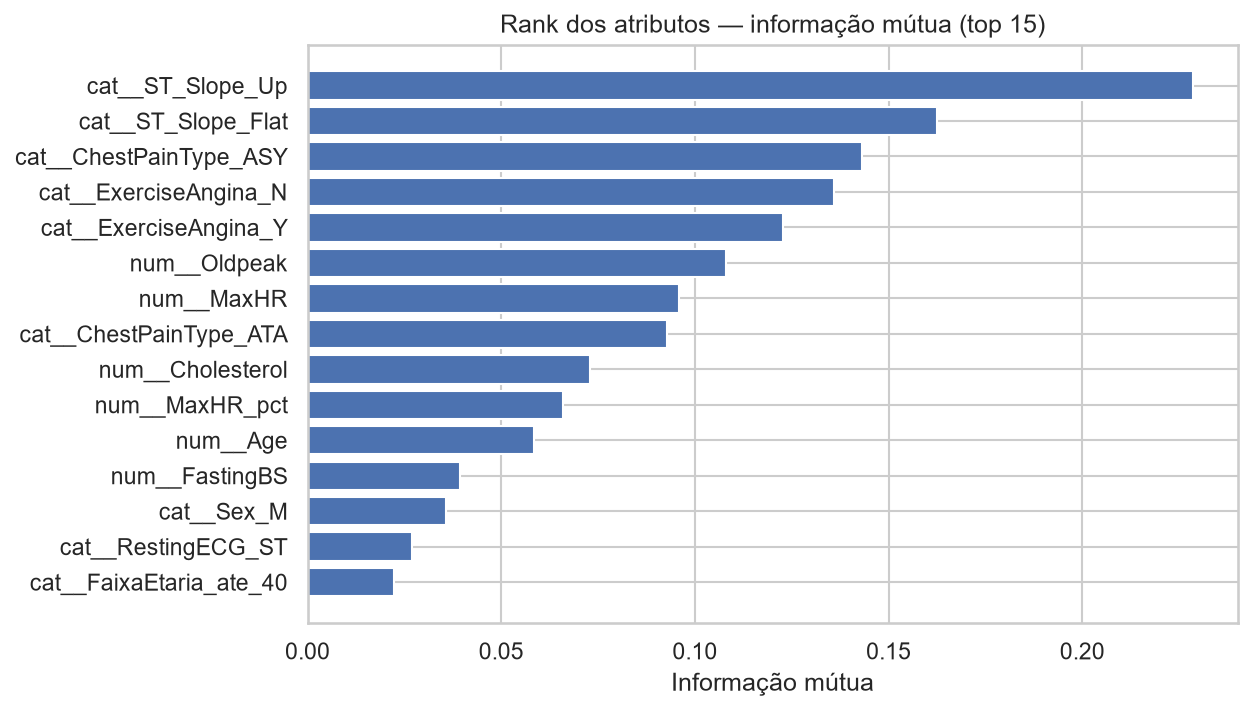 Rank dos atributos — informação mútua (top 15)
cat__ST_Slope_Up
cat__ST_Slope_Flat
cat__ChestPainType_ASY
cat__ExerciseAngina_N
cat__ExerciseAngina_Y
num__Oldpeak
num__MaxHR
cat__ChestPainType_ATA
num__Cholesterol
num__MaxHR_pct
num__Age
num__FastingBS
cat__Sex_M
cat__RestingECG_ST
cat__FaixaEtaria_ate_40
0.00 0.05 0.10 0.15 0.20
Informação mútua